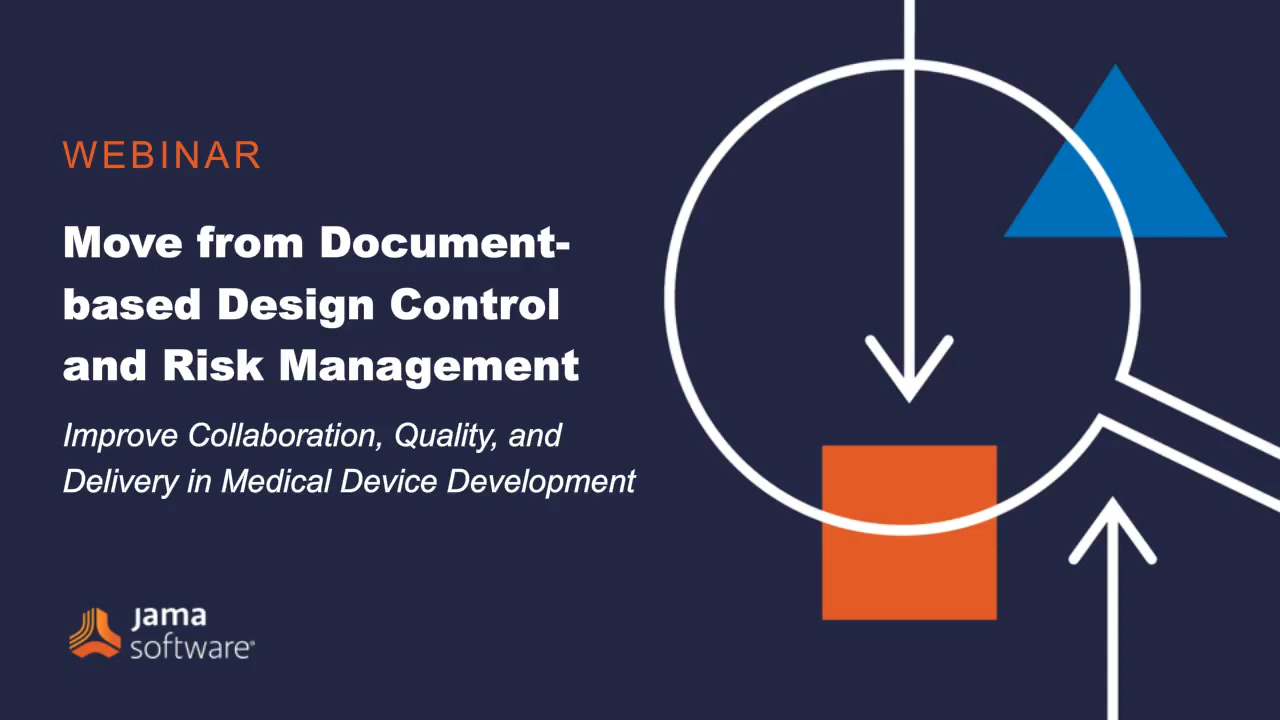 WEBINAR
Move from Document-
based Design Control
and Risk Management
Improve Collaboration, Quality, and
Delivery in Medical Device Development
jama
software®